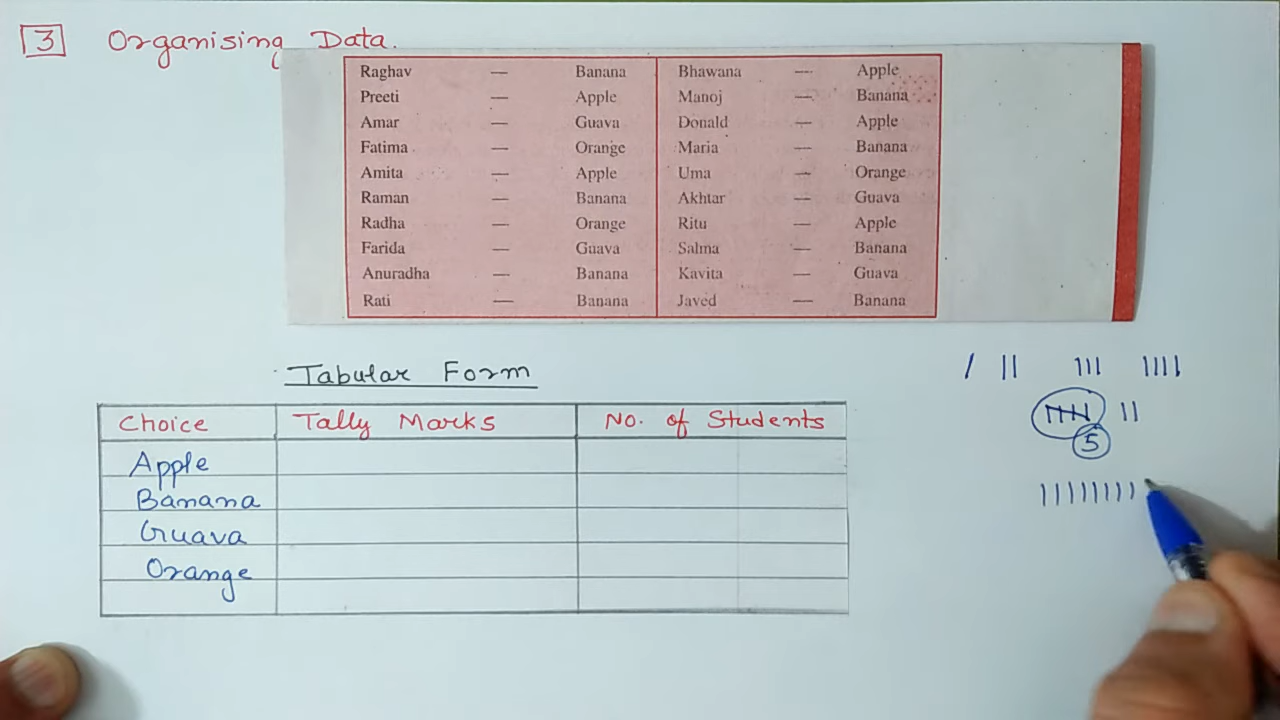 3 Organising Data.
Raghav — Banana Bhawana — Apple
Preeti — Apple Manoj — Banana
Amar — Guava Donald — Apple
Fatima — Orange Maria — Banana
Amita — Apple Uma — Orange
Raman — Banana Akhtar — Guava
Radha — Orange Ritu — Apple
Farida — Guava Salma — Banana
Anuradha — Banana Kavita — Guava
Rati — Banana Javed — Banana
Tabular Form
Choice Tally Marks No. of Students
Apple
Banana
Guava
Orange
| || ||| ||||
5